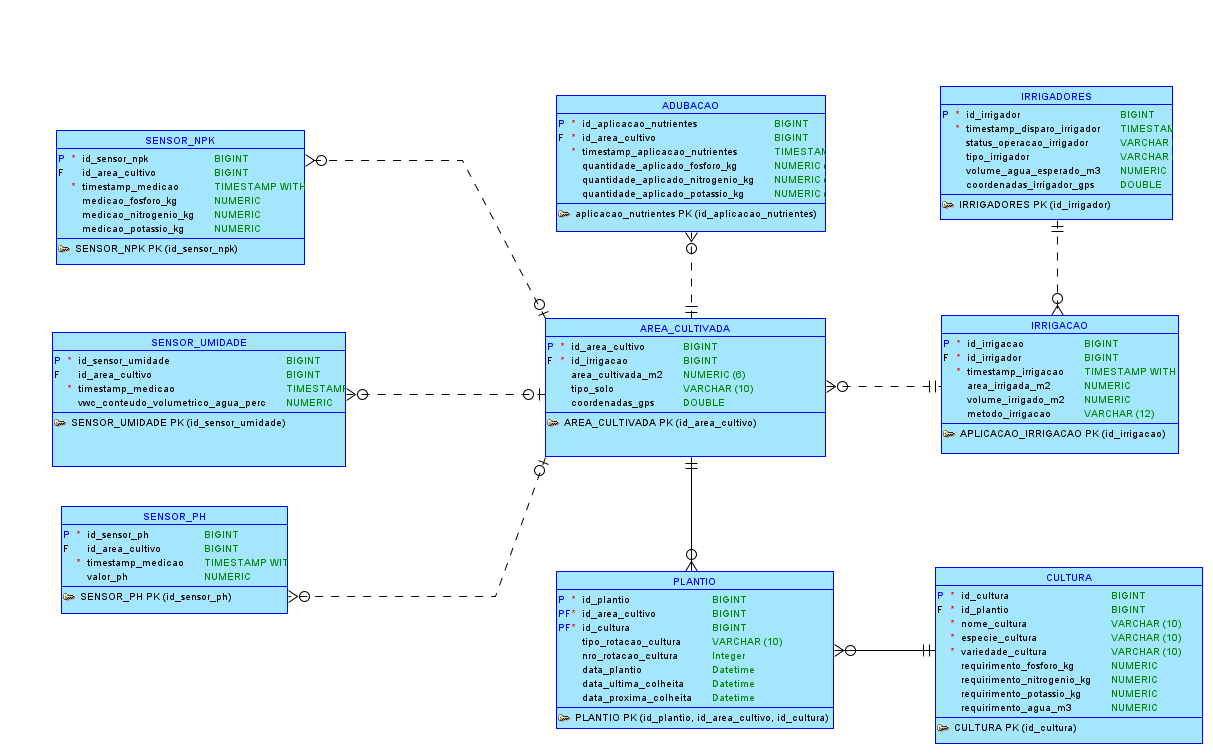 SENSOR_NPK
P * id_sensor_npk BIGINT
F id_area_cultivo BIGINT
* timestamp_medicao TIMESTAMP WITH
medicao_fosforo_kg NUMERIC
medicao_nitrogenio_kg NUMERIC
medicao_potassio_kg NUMERIC
SENSOR_NPK PK (id_sensor_npk)
ADUBACAO
P * id_aplicacao_nutrientes BIGINT
F * id_area_cultivo BIGINT
* timestamp_aplicacao_nutrientes TIMESTAM
quantidade_aplicado_fosforo_kg NUMERIC (
quantidade_aplicado_nitrogenio_kg NUMERIC (
quantidade_aplicado_potassio_kg NUMERIC (
aplicacao_nutrientes PK (id_aplicacao_nutrientes)
IRRIGADORES
P * id_irrigador BIGINT
* timestamp_disparo_irrigador TIMESTAM
status_operacao_irrigador VARCHAR
tipo_irrigador VARCHAR
volume_agua_esperado_m3 NUMERIC
coordenadas_irrigador_gps DOUBLE
IRRIGADORES PK (id_irrigador)
SENSOR_UMIDADE
P * id_sensor_umidade BIGINT
F id_area_cultivo BIGINT
* timestamp_medicao TIMESTAMP
vwc_conteudo_volumetrico_agua_perc NUMERIC
SENSOR_UMIDADE PK (id_sensor_umidade)
AREA_CULTIVADA
P * id_area_cultivo BIGINT
F * id_irrigacao BIGINT
area_cultivada_m2 NUMERIC (6)
tipo_solo VARCHAR (10)
coordenadas_gps DOUBLE
AREA_CULTIVADA PK (id_area_cultivo)
IRRIGACAO
P * id_irrigacao BIGINT
F * id_irrigador BIGINT
* timestamp_irrigacao TIMESTAMP WITH
area_irrigada_m2 NUMERIC
volume_irrigado_m2 NUMERIC
metodo_irrigacao VARCHAR (12)
APLICACAO_IRRIGACAO PK (id_irrigacao)
SENSOR_PH
P * id_sensor_ph BIGINT
F id_area_cultivo BIGINT
* timestamp_medicao TIMESTAMP WIT
valor_ph NUMERIC
SENSOR_PH PK (id_sensor_ph)
PLANTIO
P * id_plantio BIGINT
PF* id_area_cultivo BIGINT
PF* id_cultura BIGINT
tipo_rotacao_cultura VARCHAR (10)
nro_rotacao_cultura Integer
data_plantio Datetime
data_ultima_colheita Datetime
data_proxima_colheita Datetime
PLANTIO PK (id_plantio, id_area_cultivo, id_cultura)
CULTURA
P * id_cultura BIGINT
F * id_plantio BIGINT
* nome_cultura VARCHAR (10)
* especie_cultura VARCHAR (10)
* variedade_cultura VARCHAR (10)
requirimento_fosforo_kg NUMERIC
requirimento_nitrogenio_kg NUMERIC
requirimento_potassio_kg NUMERIC
requirimento_agua_m3 NUMERIC
CULTURA PK (id_cultura)